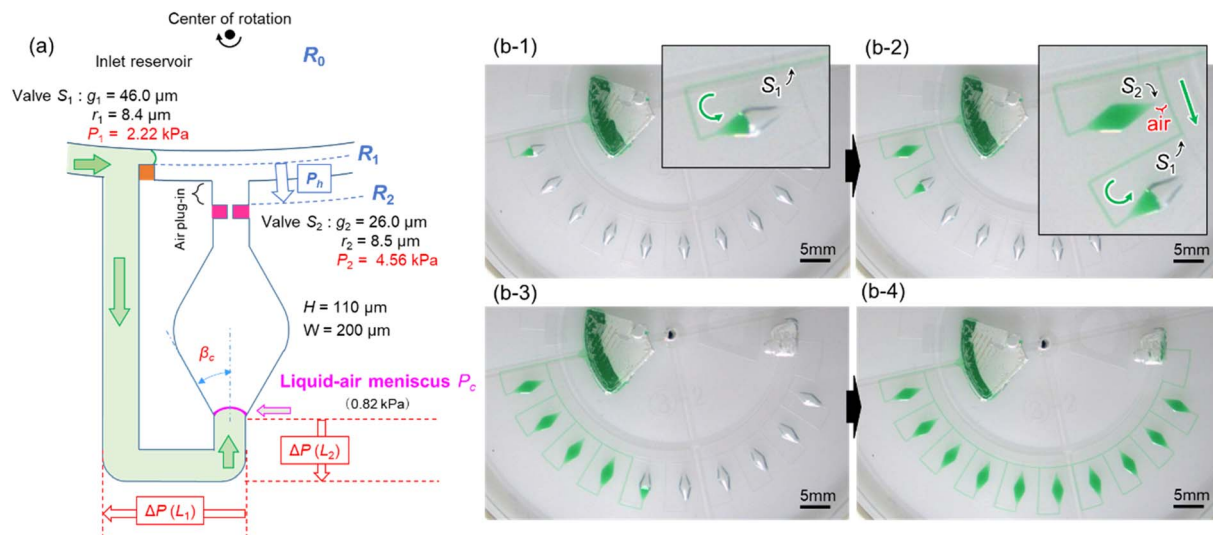 (a)
Center of rotation
R0
Inlet reservoir
Valve S1 : g1 = 46.0 µm
r1 = 8.4 µm
P1 = 2.22 kPa
R1
Ph
R2
Air plug-in
Valve S2 : g2 = 26.0 µm
r2 = 8.5 µm
P2 = 4.56 kPa
H = 110 µm
W = 200 µm
βc
Liquid-air meniscus Pc
(0.82 kPa)
ΔP (L2)
ΔP (L1)
(b-1)
S1
5mm
(b-2)
S2
air
S1
5mm
(b-3)
5mm
(b-4)
5mm